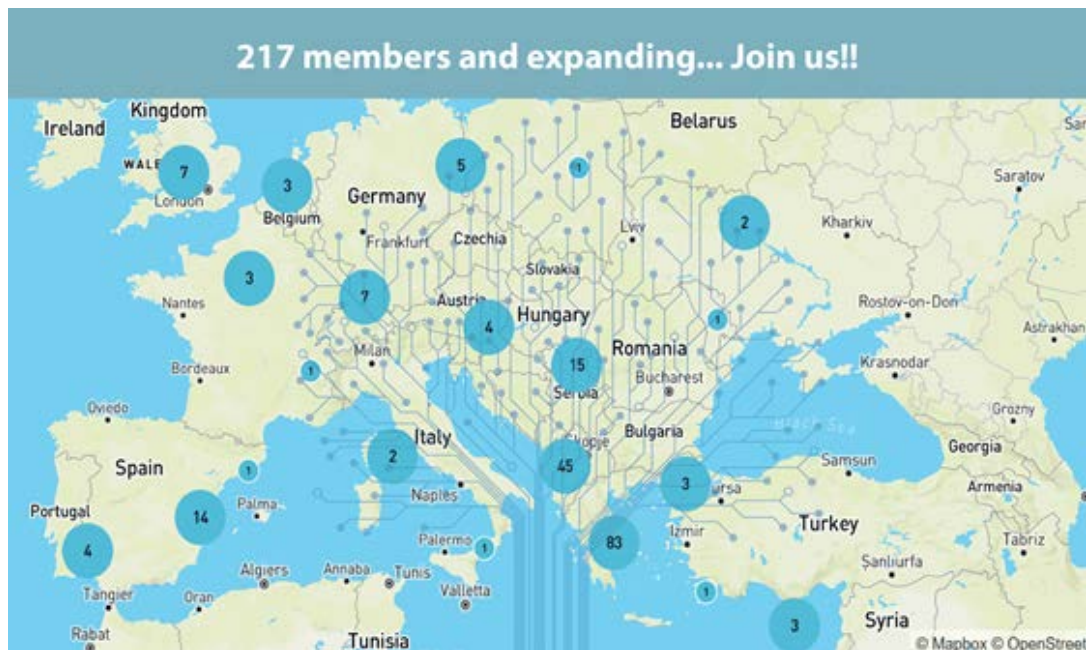 217 members and expanding... Join us!!
Kingdom
Ireland
Belarus
WALE
7
London
3
Belgium
5
Germany
1
Saratov
Frankfurt
Czechia
Lviv
2
Kharkiv
3
Nantes
7
Slovakia
Austria
4
Hungary
1
Rostov-on-Don
Astrakhan
Milan
1
Bordeaux
15
Romania
Bucharest
Serbia
Krasnodar
Oviedo
Grozny
Italy
Skopje
Bulgaria
Black Sea
Georgia
Spain
1
2
45
Samsun
Armenia
Naples
3
ursa
Portugal
14
Palma
4
Izmir
Turkey
83
Tabriz
Palermo
1
Şanlıurfa
Algiers
Annaba
Tunis
Tangier
Oran
Valletta
1
3
Syria
Rabat
Tunisia
© Mapbox © OpenStreet